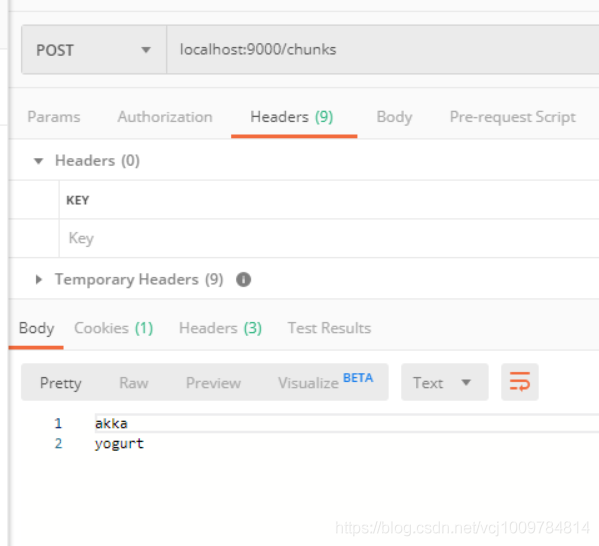 POST localhost:9000/chunks
Params Authorization Headers (9) Body Pre-request Script
Headers (0)
KEY
Key
Temporary Headers (9) i
Body Cookies (1) Headers (3) Test Results
Pretty Raw Preview Visualize BETA Text
1 akka
2 yogurt
https://blog.csdn.net/vcj1009784814